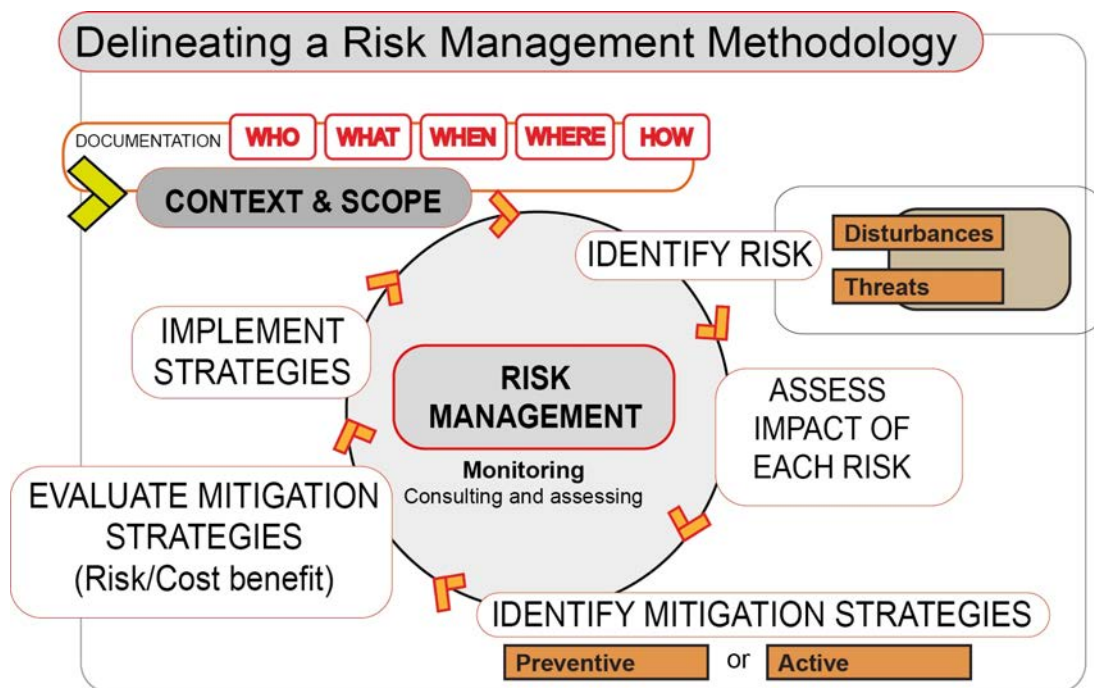 Delineating a Risk Management Methodology
DOCUMENTATION WHO WHAT WHEN WHERE HOW
CONTEXT & SCOPE
IDENTIFY RISK
Disturbances
Threats
ASSESS
IMPACT OF
EACH RISK
IDENTIFY MITIGATION STRATEGIES
Preventive or Active
EVALUATE MITIGATION
STRATEGIES
(Risk/Cost benefit)
IMPLEMENT
STRATEGIES
RISK
MANAGEMENT
Monitoring
Consulting and assessing